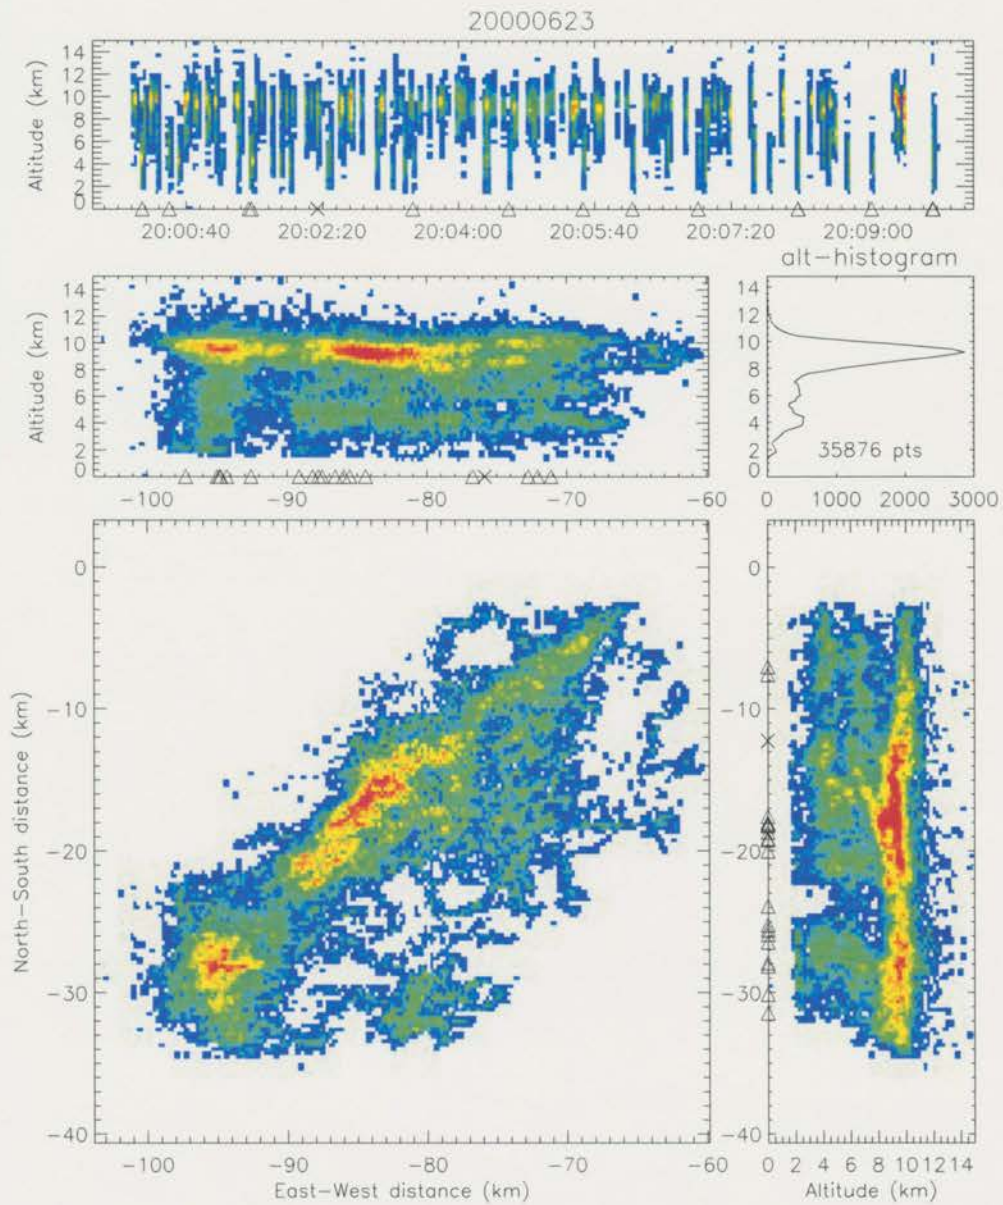 20000623
14
12
10
8
6
4
2
0
Altitude (km)
20:00:40 20:02:20 20:04:00 20:05:40 20:07:20 20:09:00
alt-histogram
14
12
10
8
6
4
2
0
Altitude (km)
-100 -90 -80 -70 -60
14
12
10
8
6
4
2
0
35876 pts
0 1000 2000 3000
0
-10
-20
-30
-40
North-South distance (km)
-100 -90 -80 -70 -60
East-West distance (km)
0
-10
-20
-30
-40
0 2 4 6 8 10 12 14
Altitude (km)